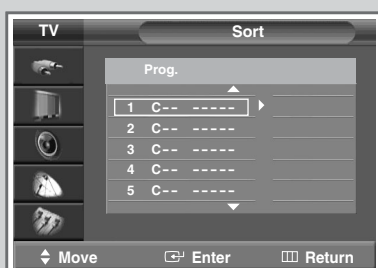 TV Sort
Prog.
1 C-- -----
2 C-- -----
3 C-- -----
4 C-- -----
5 C-- -----
Move Enter Return